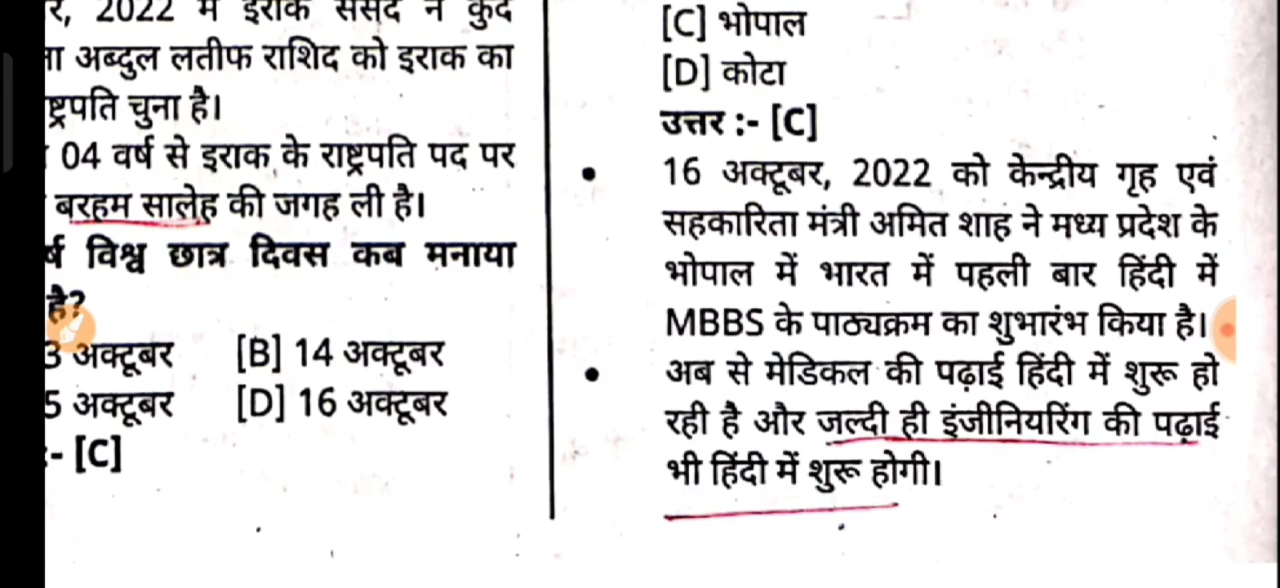 2022 में इराक संसद ने कुर्द
अब्दुल लतीफ राशिद को इराक का
ष्ट्रपति चुना है।
04 वर्ष से इराक के राष्ट्रपति पद पर
बरहम सालेह की जगह ली है।
विश्व छात्र दिवस कब मनाया
है?
3 अक्टूबर [B] 14 अक्टूबर
5 अक्टूबर [D] 16 अक्टूबर
:- [C]
[C] भोपाल
[D] कोटा
उत्तर :- [C]
• 16 अक्टूबर, 2022 को केन्द्रीय गृह एवं
सहकारिता मंत्री अमित शाह ने मध्य प्रदेश के
भोपाल में भारत में पहली बार हिंदी में
MBBS के पाठ्यक्रम का शुभारंभ किया है।
• अब से मेडिकल की पढ़ाई हिंदी में शुरू हो
रही है और जल्दी ही इंजीनियरिंग की पढ़ाई
भी हिंदी में शुरू होगी।